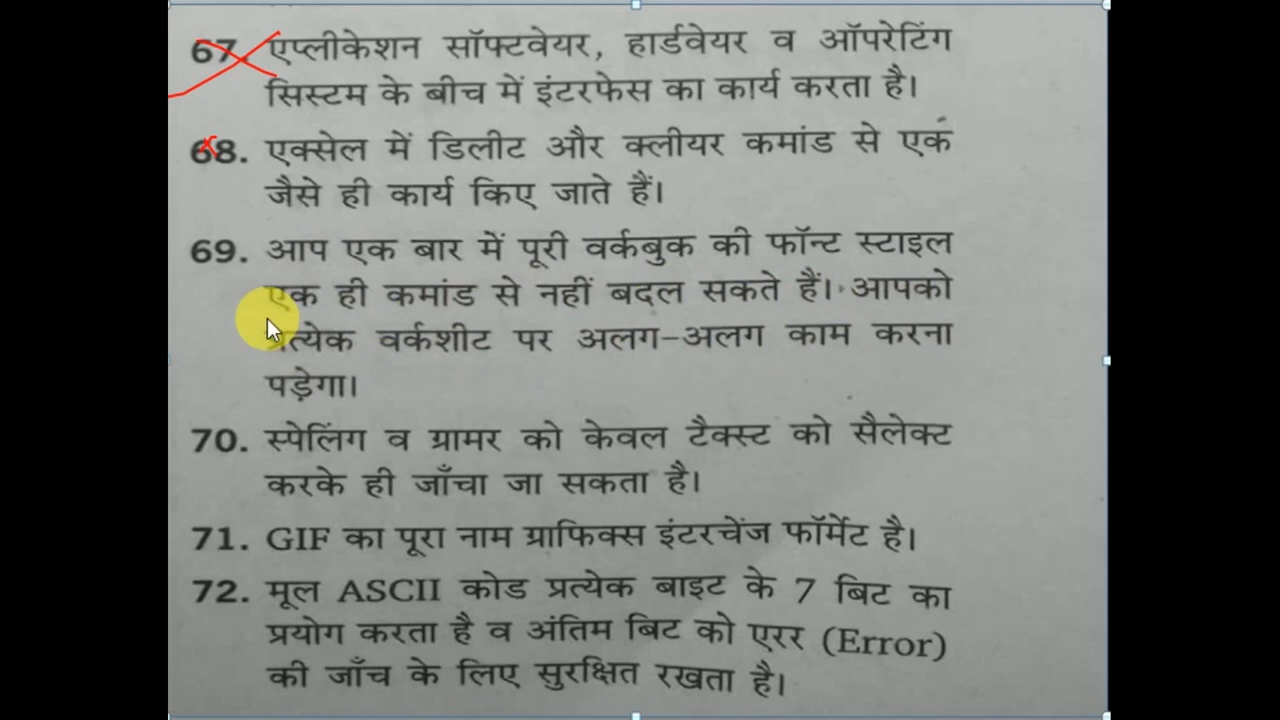 67. एप्लीकेशन सॉफ्टवेयर, हार्डवेयर व ऑपरेटिंग
सिस्टम के बीच में इंटरफेस का कार्य करता है।
68. एक्सेल में डिलीट और क्लीयर कमांड से एक
जैसे ही कार्य किए जाते हैं।
69. आप एक बार में पूरी वर्कबुक की फॉन्ट स्टाइल
एक ही कमांड से नहीं बदल सकते हैं। आपको
प्रत्येक वर्कशीट पर अलग-अलग काम करना
पड़ेगा।
70. स्पेलिंग व ग्रामर को केवल टैक्स्ट को सैलेक्ट
करके ही जाँचा जा सकता है।
71. GIF का पूरा नाम ग्राफिक्स इंटरचेंज फॉर्मेट है।
72. मूल ASCII कोड प्रत्येक बाइट के 7 बिट का
प्रयोग करता है व अंतिम बिट को एरर (Error)
की जाँच के लिए सुरक्षित रखता है।